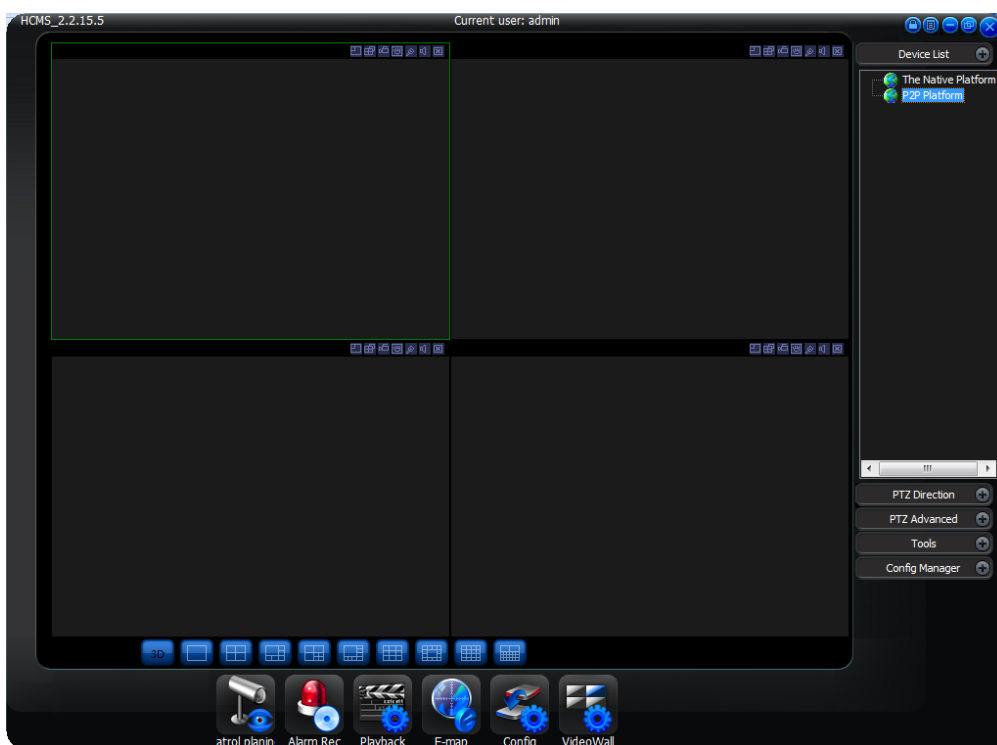 HCMS_2.2.15.5
Current user: admin
Device List
The Native Platform
P2P Platform
PTZ Direction
PTZ Advanced
Tools
Config Manager
3D
atrol planin
Alarm Rec
Playback
E-map
Config
VideoWall